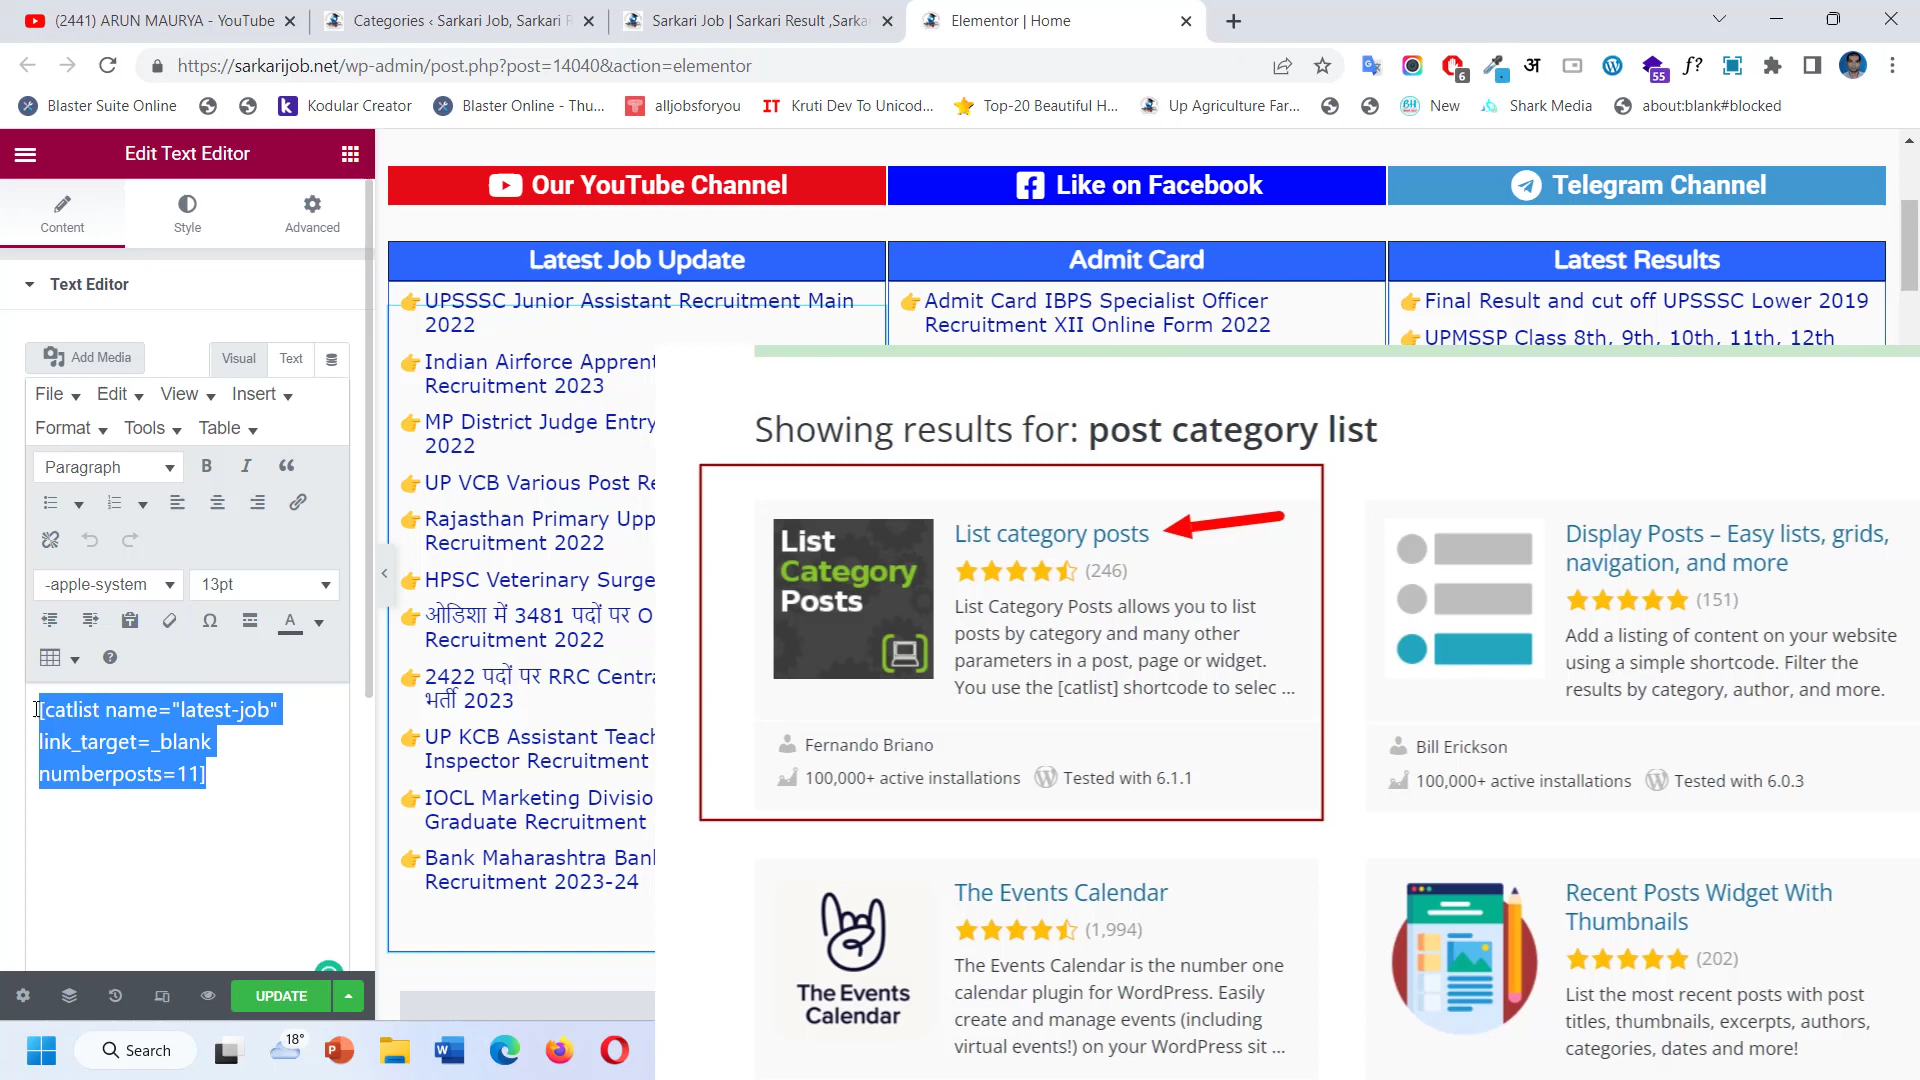 (2441) ARUN MAURYA - YouTube
Categories ‹ Sarkari Job, Sarkari R
Sarkari Job | Sarkari Result ,Sarka
Elementor | Home
https://sarkarijob.net/wp-admin/post.php?post=14040&action=elementor
6
अ
55
f?
Blaster Suite Online
Kodular Creator
Blaster Online - Thu...
alljobsforyou
IT Kruti Dev To Unicod...
Top-20 Beautiful H...
Up Agriculture Far...
New
Shark Media
about:blank#blocked
Edit Text Editor
Content
Style
Advanced
Text Editor
Add Media
Visual
Text
File
Edit
View
Insert
Format
Tools
Table
Paragraph
B
I
-apple-system
13pt
Ω
A
[catlist name="latest-job"
link_target=_blank
numberposts=11]
UPDATE
Our YouTube Channel
Like on Facebook
Telegram Channel
Latest Job Update
UPSSSC Junior Assistant Recruitment Main
2022
Indian Airforce Apprent
Recruitment 2023
MP District Judge Entry
2022
UP VCB Various Post Re
Rajasthan Primary Upp
Recruitment 2022
HPSC Veterinary Surge
ओडिशा में 3481 पदों पर O
Recruitment 2022
2422 पदों पर RRC Centra
भर्ती 2023
UP KCB Assistant Teach
Inspector Recruitment
IOCL Marketing Divisio
Graduate Recruitment
Bank Maharashtra Bank
Recruitment 2023-24
Admit Card
Admit Card IBPS Specialist Officer
Recruitment XII Online Form 2022
Latest Results
Final Result and cut off UPSSSC Lower 2019
UPMSSP Class 8th, 9th, 10th, 11th, 12th
Showing results for: post category list
List
Category
Posts
List category posts
(246)
List Category Posts allows you to list
posts by category and many other
parameters in a post, page or widget.
You use the [catlist] shortcode to selec ...
Fernando Briano
100,000+ active installations
Tested with 6.1.1
Display Posts – Easy lists, grids,
navigation, and more
(151)
Add a listing of content on your website
using a simple shortcode. Filter the
results by category, author, and more.
Bill Erickson
100,000+ active installations
Tested with 6.0.3
The Events
Calendar
The Events Calendar
(1,994)
The Events Calendar is the number one
calendar plugin for WordPress. Easily
create and manage events (including
virtual events!) on your WordPress sit ...
Recent Posts Widget With
Thumbnails
(202)
List the most recent posts with post
titles, thumbnails, excerpts, authors,
categories, dates and more!
Search
18°